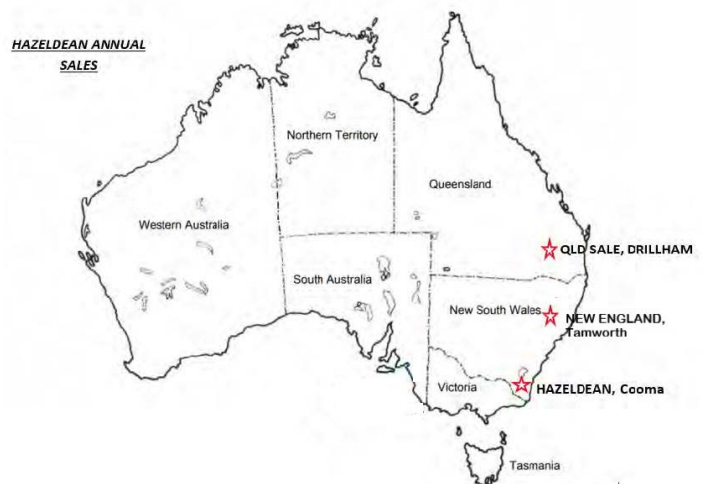 HAZELDEAN ANNUAL
SALES
Northern Territory
Queensland
Western Australia
QLD SALE, DRILLHAM
South Australia
New South Wales
NEW ENGLAND,
Tamworth
Victoria
HAZELDEAN, Cooma
Tasmania